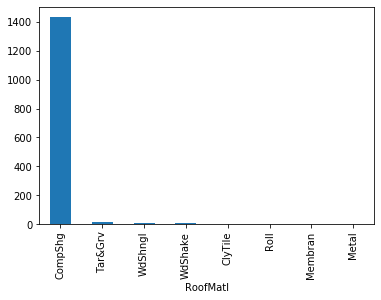 1400
1200
1000
800
600
400
200
0
CompShg
Tar&Grv
WdShngl
WdShake
ClyTile
Roll
Membran
Metal
RoofMatl